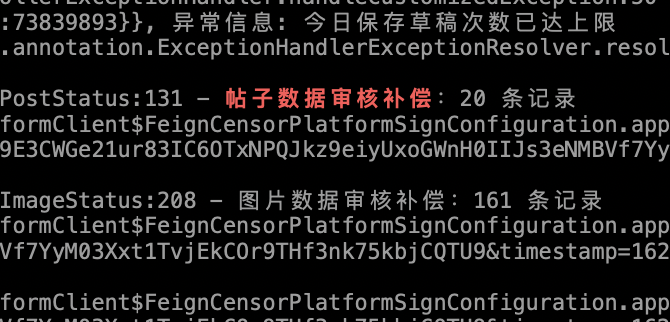 :73839893}}, 异常信息: 今日保存草稿次数已达上限
.annotation.ExceptionHandlerExceptionResolver.resol
PostStatus:131 - 帖子数据审核补偿: 20 条记录
formClient$FeignCensorPlatformSignConfiguration.app
9E3CWGe21ur83IC6OTxNPQJkz9eiyUxoGWnH0IIJs3eNMBVf7Yy
ImageStatus:208 - 图片数据审核补偿: 161 条记录
formClient$FeignCensorPlatformSignConfiguration.app
Vf7YyM03Xxt1TvjEkCOr9THf3nk75kbjCQTU9&timestamp=162
formClient$FeignCensorPlatformSignConfiguration.app